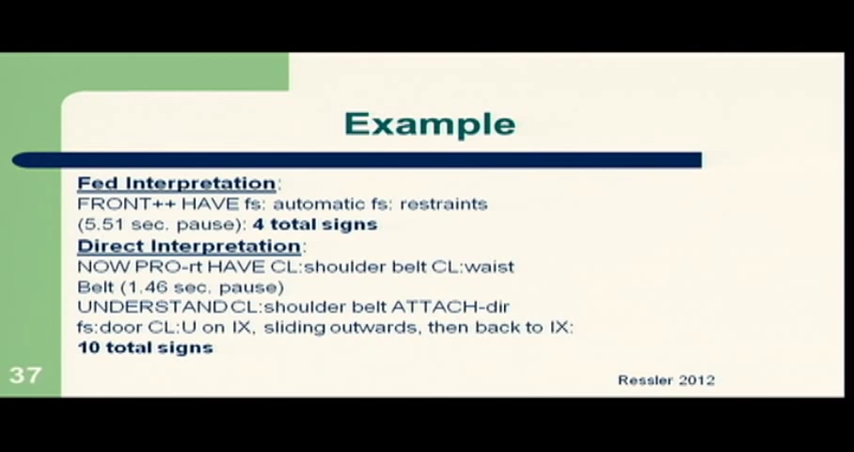 Example
Fed Interpretation:
FRONT++ HAVE fs: automatic fs: restraints
(5.51 sec. pause): 4 total signs
Direct Interpretation:
NOW PRO-rt HAVE CL:shoulder belt CL:waist
Belt (1.46 sec. pause)
UNDERSTAND CL:shoulder belt ATTACH-dir
fs:door CL:U on IX, sliding outwards, then back to IX:
10 total signs
37
Ressler 2012